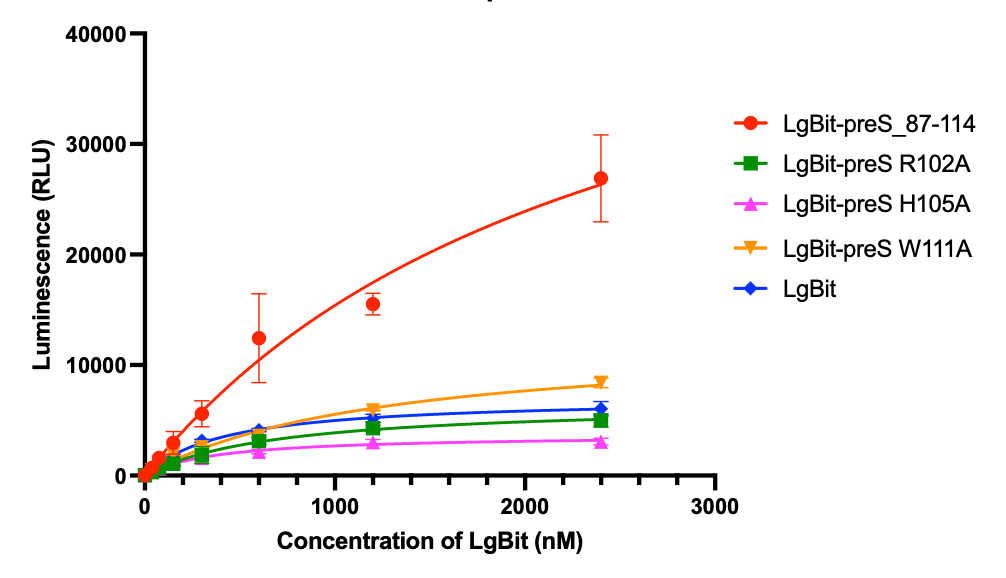 40000
30000
20000
10000
0
Luminescence (RLU)
0 1000 2000 3000
Concentration of LgBit (nM)
LgBit-preS_87-114
LgBit-preS R102A
LgBit-preS H105A
LgBit-preS W111A
LgBit